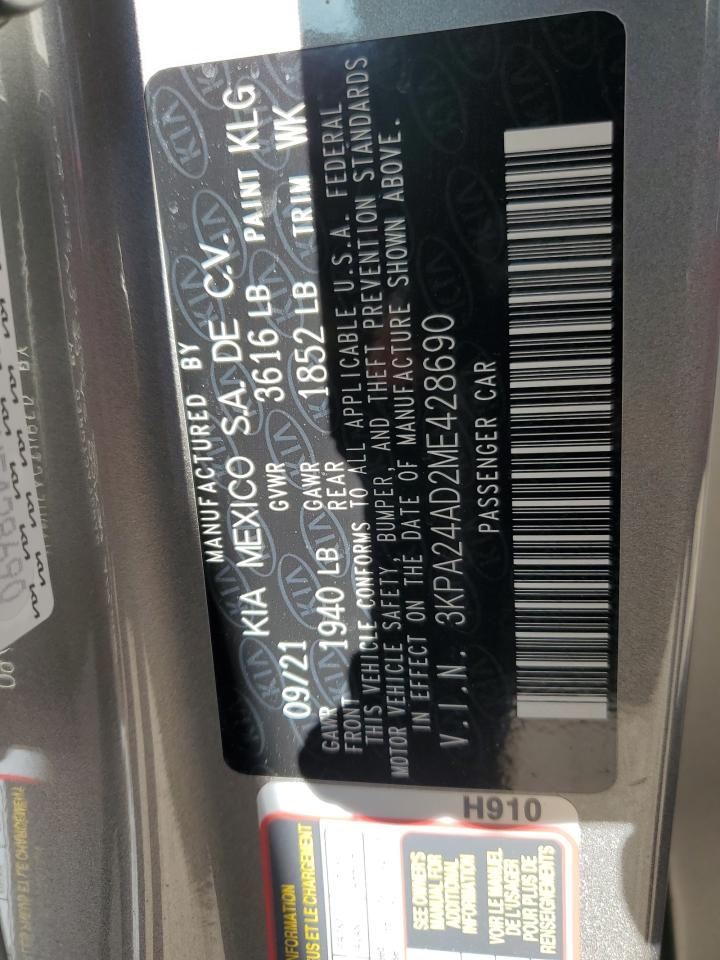 MANUFACTURED BY
KIA MEXICO S.A. DE C.V.
09/21 GVWR 3616 LB PAINT KLG
GAWR FRONT 1940 LB GAWR REAR 1852 LB TRIM WK
THIS VEHICLE CONFORMS TO ALL APPLICABLE U.S.A. FEDERAL
MOTOR VEHICLE SAFETY, BUMPER, AND THEFT PREVENTION STANDARDS
IN EFFECT ON THE DATE OF MANUFACTURE SHOWN ABOVE.
V.I.N. 3KPA24AD2ME428690
PASSENGER CAR
H910
SEE OWNER'S
MANUAL FOR
ADDITIONAL
INFORMATION
VOIR LE MANUEL
DE L'USAGER
POUR PLUS DE
RENSEIGNEMENTS